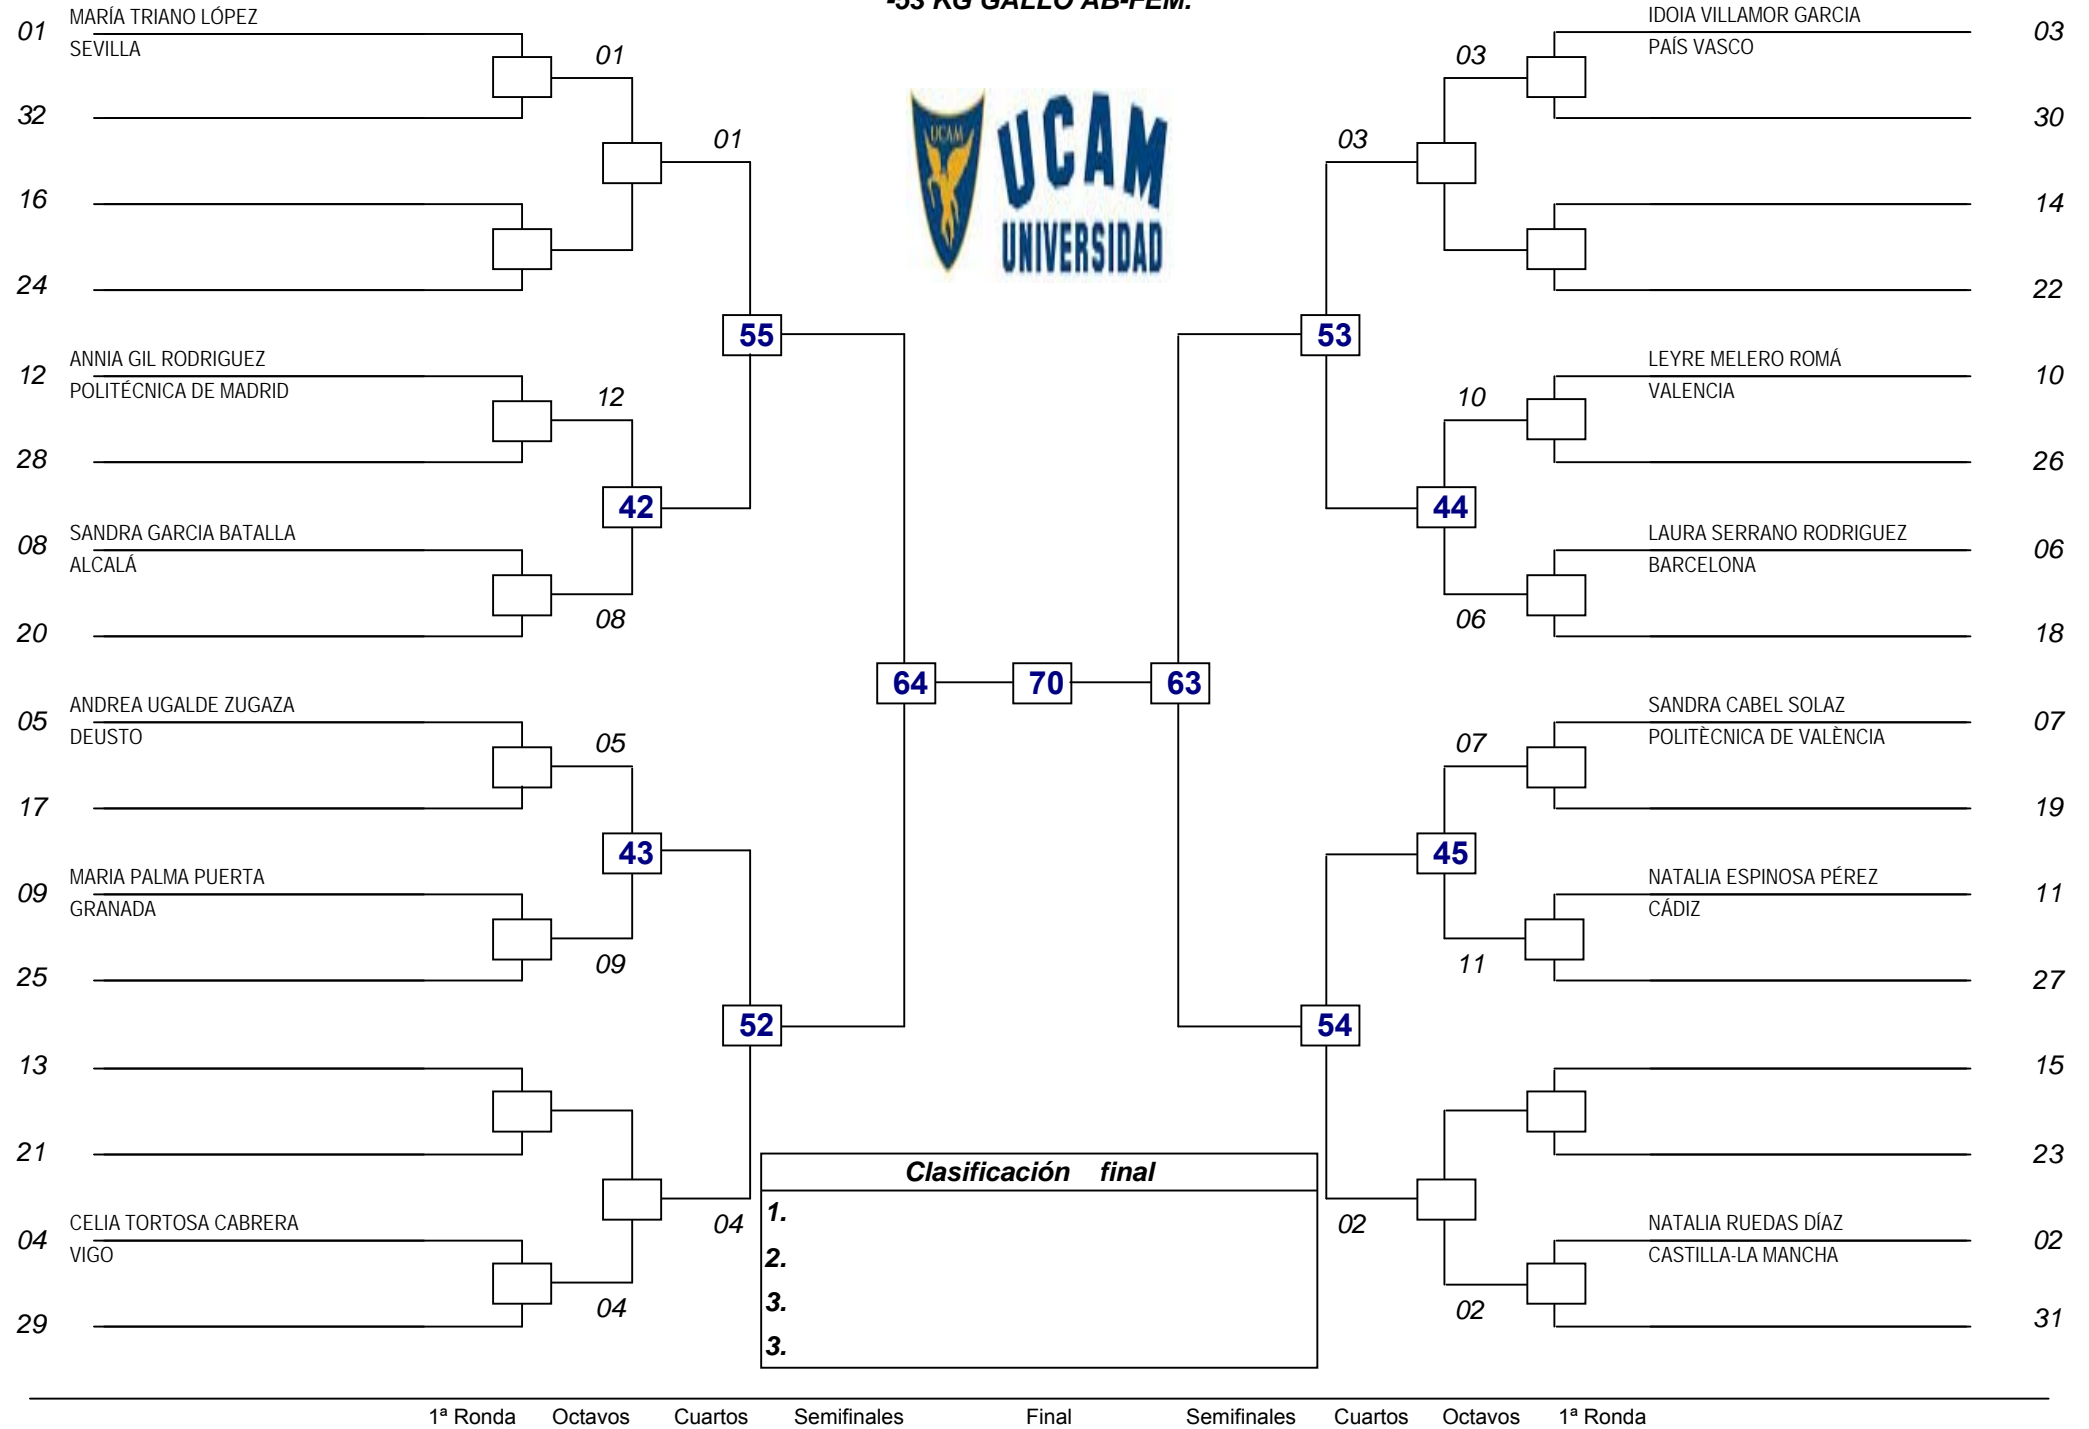 -53 KG GALLO AB-FEM.
01
MARÍA TRIANO LÓPEZ
SEVILLA
32
16
24
12
ANNIA GIL RODRIGUEZ
POLITÉCNICA DE MADRID
28
08
SANDRA GARCIA BATALLA
ALCALÁ
20
05
ANDREA UGALDE ZUGAZA
DEUSTO
17
09
MARIA PALMA PUERTA
GRANADA
25
13
21
04
CELIA TORTOSA CABRERA
VIGO
29
01
12
08
05
09
04
01
42
43
04
55
52
64
70
63
UCAM
UCAM
UNIVERSIDAD
53
54
03
44
45
02
03
10
06
07
11
02
IDOIA VILLAMOR GARCIA
PAÍS VASCO
03
30
14
22
LEYRE MELERO ROMÁ
VALENCIA
10
26
LAURA SERRANO RODRIGUEZ
BARCELONA
06
18
SANDRA CABEL SOLAZ
POLITÈCNICA DE VALÈNCIA
07
19
NATALIA ESPINOSA PÉREZ
CÁDIZ
11
27
15
23
NATALIA RUEDAS DÍAZ
CASTILLA-LA MANCHA
02
31
Clasificación final
1.
2.
3.
3.
1ª Ronda Octavos Cuartos Semifinales Final Semifinales Cuartos Octavos 1ª Ronda